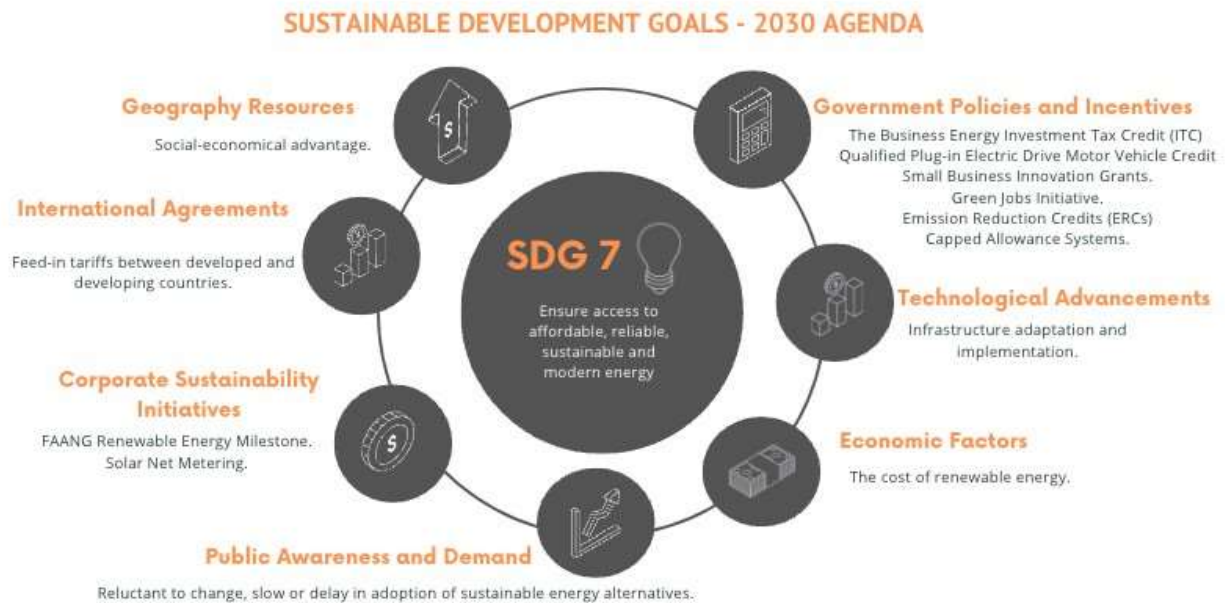 SUSTAINABLE DEVELOPMENT GOALS - 2030 AGENDA
Geography Resources
Social-economical advantage.
International Agreements
Feed-in tariffs between developed and
developing countries.
Corporate Sustainability
Initiatives
FAANG Renewable Energy Milestone.
Solar Net Metering.
Public Awareness and Demand
Reluctant to change, slow or delay in adoption of sustainable energy alternatives.
SDG 7
Ensure access to
affordable, reliable,
sustainable and
modern energy
Government Policies and Incentives
The Business Energy Investment Tax Credit (ITC)
Qualified Plug-in Electric Drive Motor Vehicle Credit
Small Business Innovation Grants.
Green Jobs Initiative.
Emission Reduction Credits (ERCs)
Capped Allowance Systems.
Technological Advancements
Infrastructure adaptation and
implementation.
Economic Factors
The cost of renewable energy.
$
$